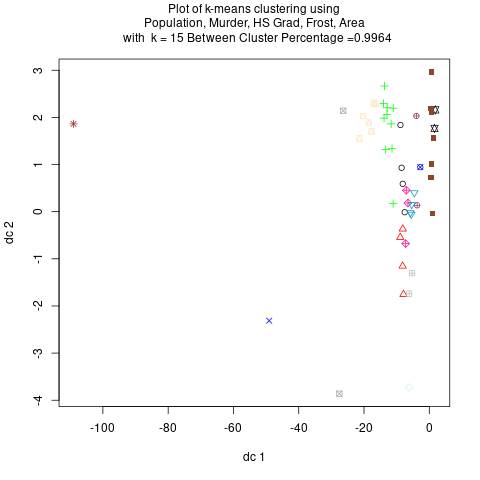 Plot of k-means clustering using
Population, Murder, HS Grad, Frost, Area
with k = 15 Between Cluster Percentage =0.9964
3
2
1
0
-1
-2
-3
-4
dc 2
-100 -80 -60 -40 -20 0
dc 1